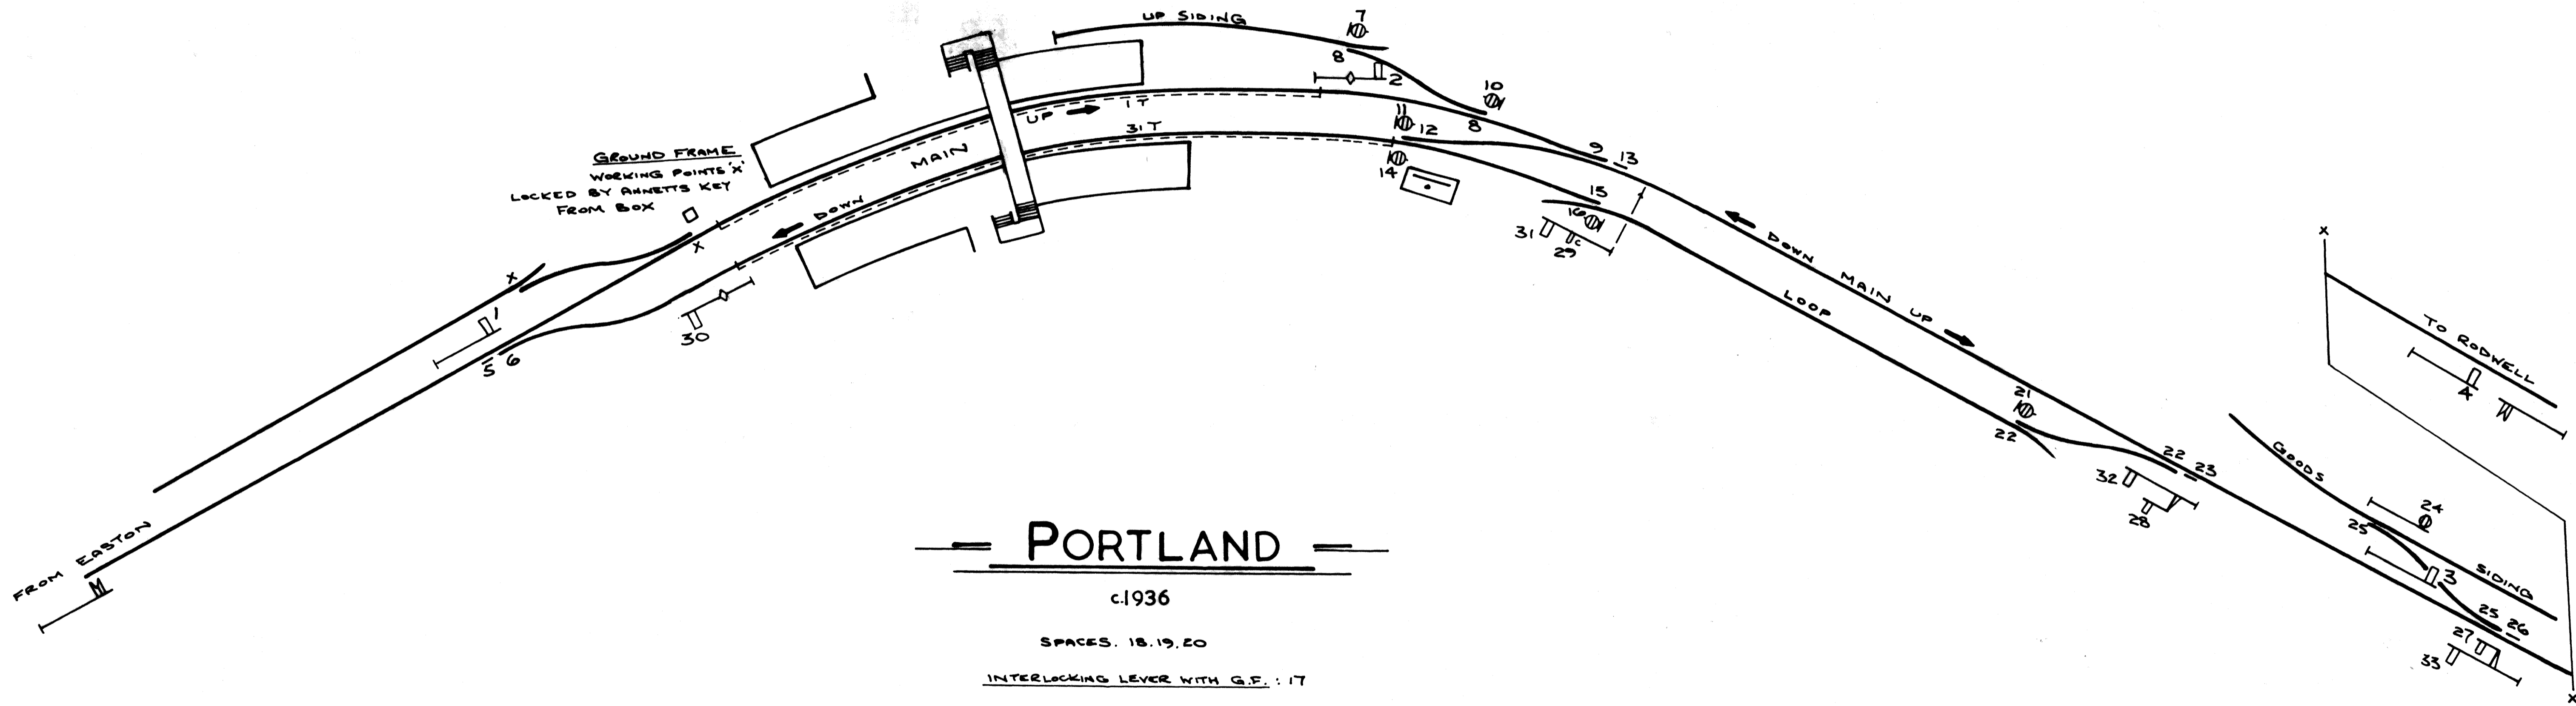 UP SIDING
7
8
2
10
11
12
8
9
13
1T
UP
31T
MAIN
DOWN
14
15
16
31
29
C
GROUND FRAME
WORKING POINTS 'X'
LOCKED BY ANNETTS KEY
FROM BOX
X
X
1
5
6
30
DOWN MAIN UP
LOOP
21
22
22
23
32
28
X
TO RODWELL
4
GOODS
SIDING
24
25
3
25
26
27
33
X
FROM EASTON
PORTLAND
c.1936
SPACES. 18.19.20
INTERLOCKING LEVER WITH G.F. : 17